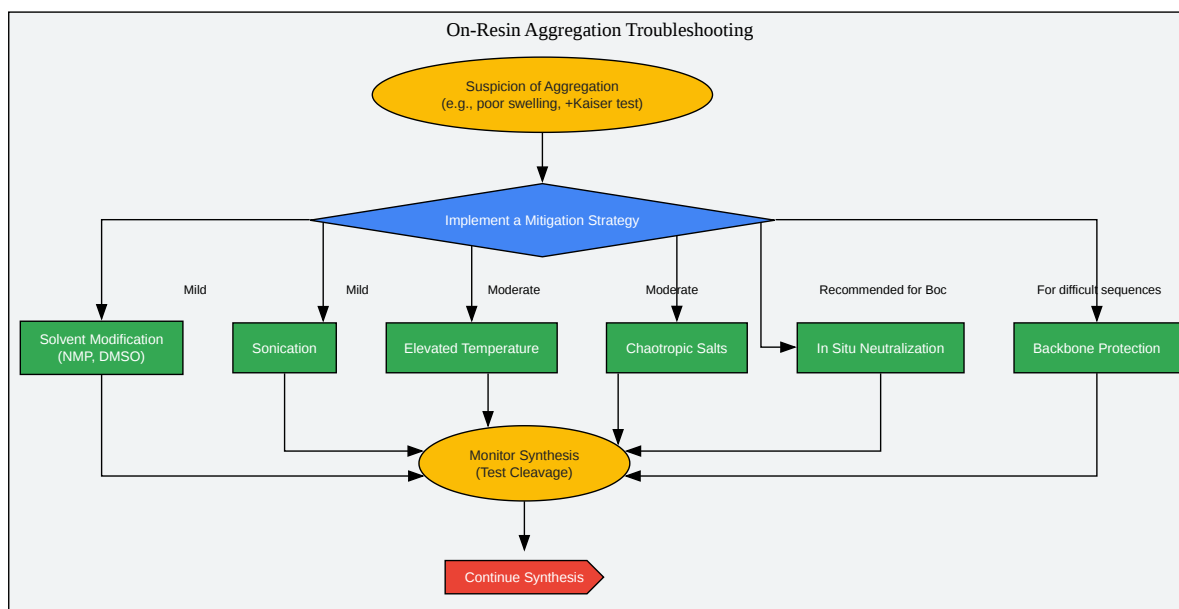 On-Resin Aggregation Troubleshooting
Suspicion of Aggregation
(e.g., poor swelling, +Kaiser test)
Implement a Mitigation Strategy
Mild
Mild
Moderate
Moderate
Recommended for Boc
For difficult sequences
Solvent Modification
(NMP, DMSO)
Sonication
Elevated Temperature
Chaotropic Salts
In Situ Neutralization
Backbone Protection
Monitor Synthesis
(Test Cleavage)
Continue Synthesis